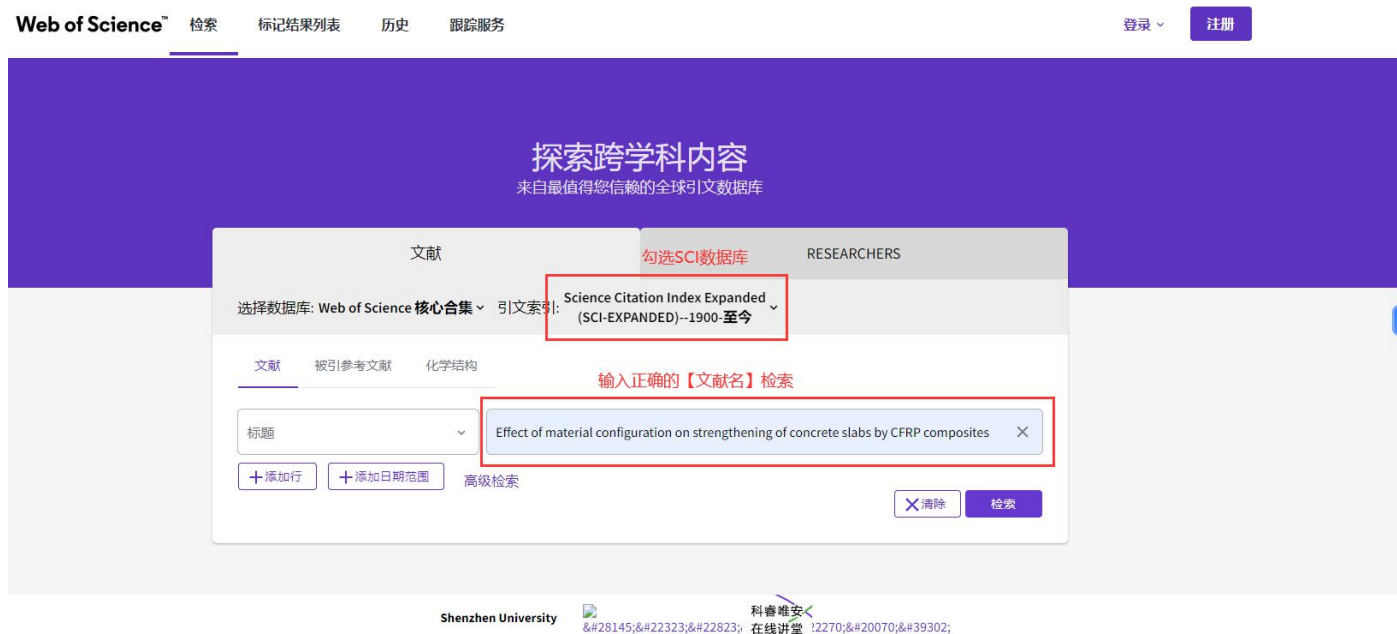 Web of Science™ 检索 标记结果列表 历史 跟踪服务 登录 注册
探索跨学科内容
来自最值得您信赖的全球引文数据库
文献 勾选SCI数据库 RESEARCHERS
选择数据库: Web of Science 核心合集 引文索引: Science Citation Index Expanded
(SCI-EXPANDED)--1900-至今
文献 被引参考文献 化学结构
输入正确的【文献名】检索
标题 Effect of material configuration on strengthening of concrete slabs by CFRP composites
添加行 添加日期范围 高级检索
清除 检索
Shenzhen University
科睿唯安
&#28145;&#22323;&#22823; 在线讲堂 22270;&#20070;&#39302;